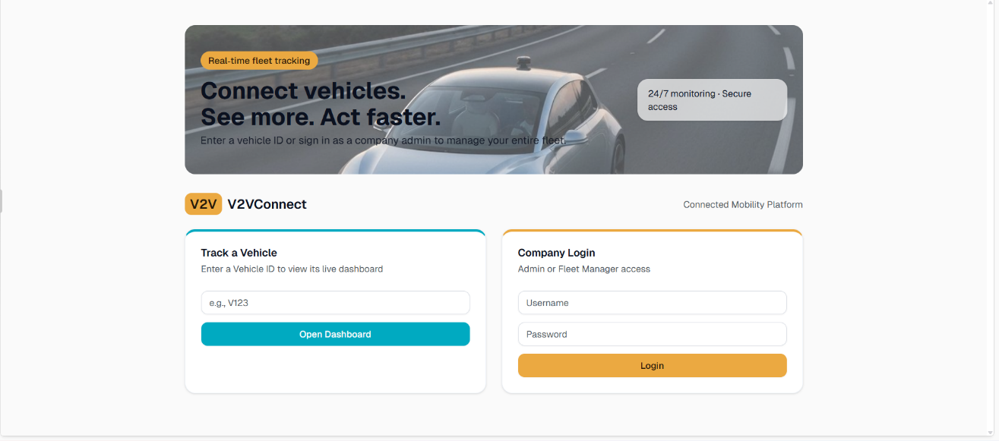 Real-time fleet tracking
Connect vehicles.
See more. Act faster.
Enter a vehicle ID or sign in as a company admin to manage your entire fleet.
24/7 monitoring · Secure
access
V2V V2VConnect
Connected Mobility Platform
Track a Vehicle
Enter a Vehicle ID to view its live dashboard
e.g., V123
Open Dashboard
Company Login
Admin or Fleet Manager access
Username
Password
Login